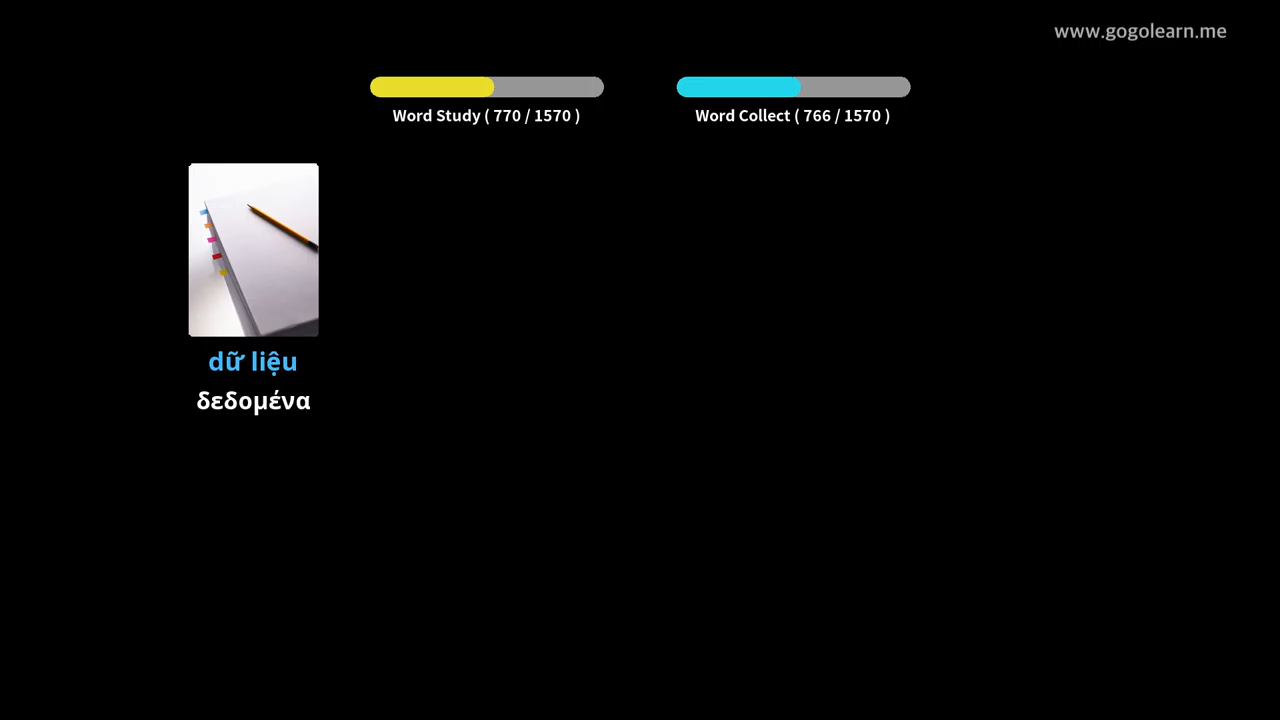 www.gogolearn.me
Word Study ( 770 / 1570 )
Word Collect ( 766 / 1570 )
dữ liệu
δεδομένα